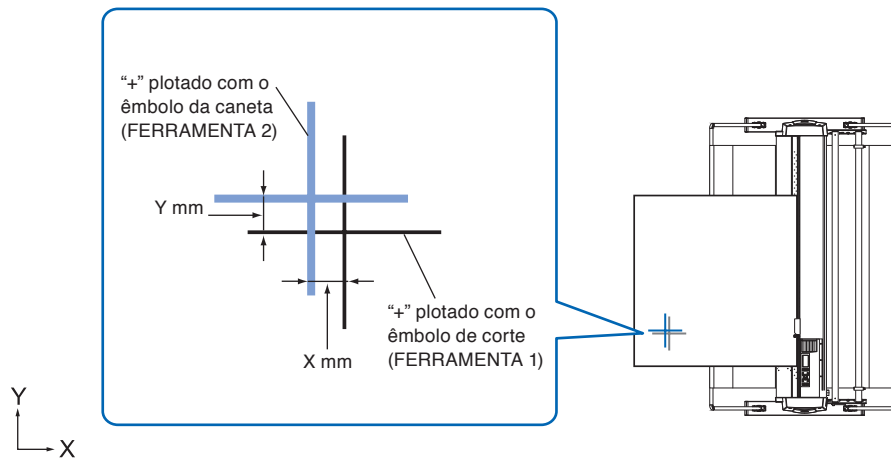 “+” plotado com o
êmbolo da caneta
(FERRAMENTA 2)
Y mm
“+” plotado com o
êmbolo de corte
(FERRAMENTA 1)
X mm
Y
X